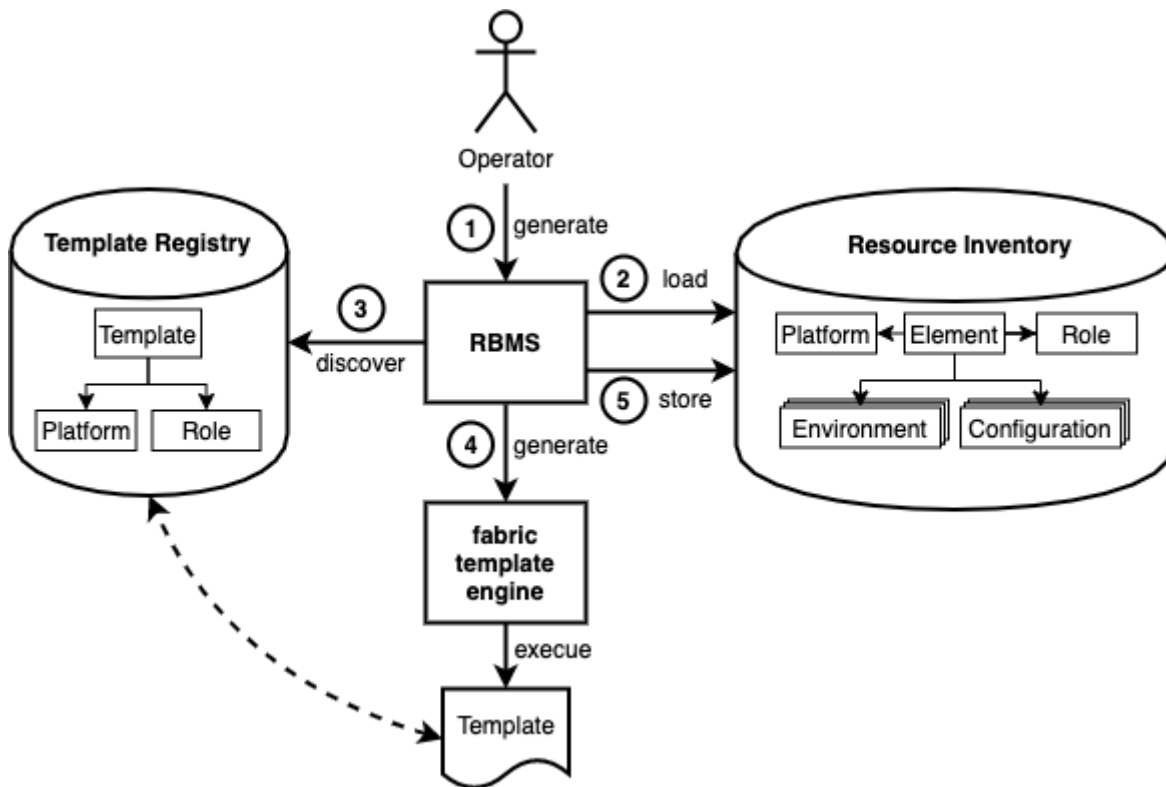 Operator
1
generate
Template Registry
Resource Inventory
2
load
3
discover
RBMS
Template
Platform
Element
Role
5
store
Platform
Role
4
generate
Environment
Configuration
fabric
template
engine
execue
Template